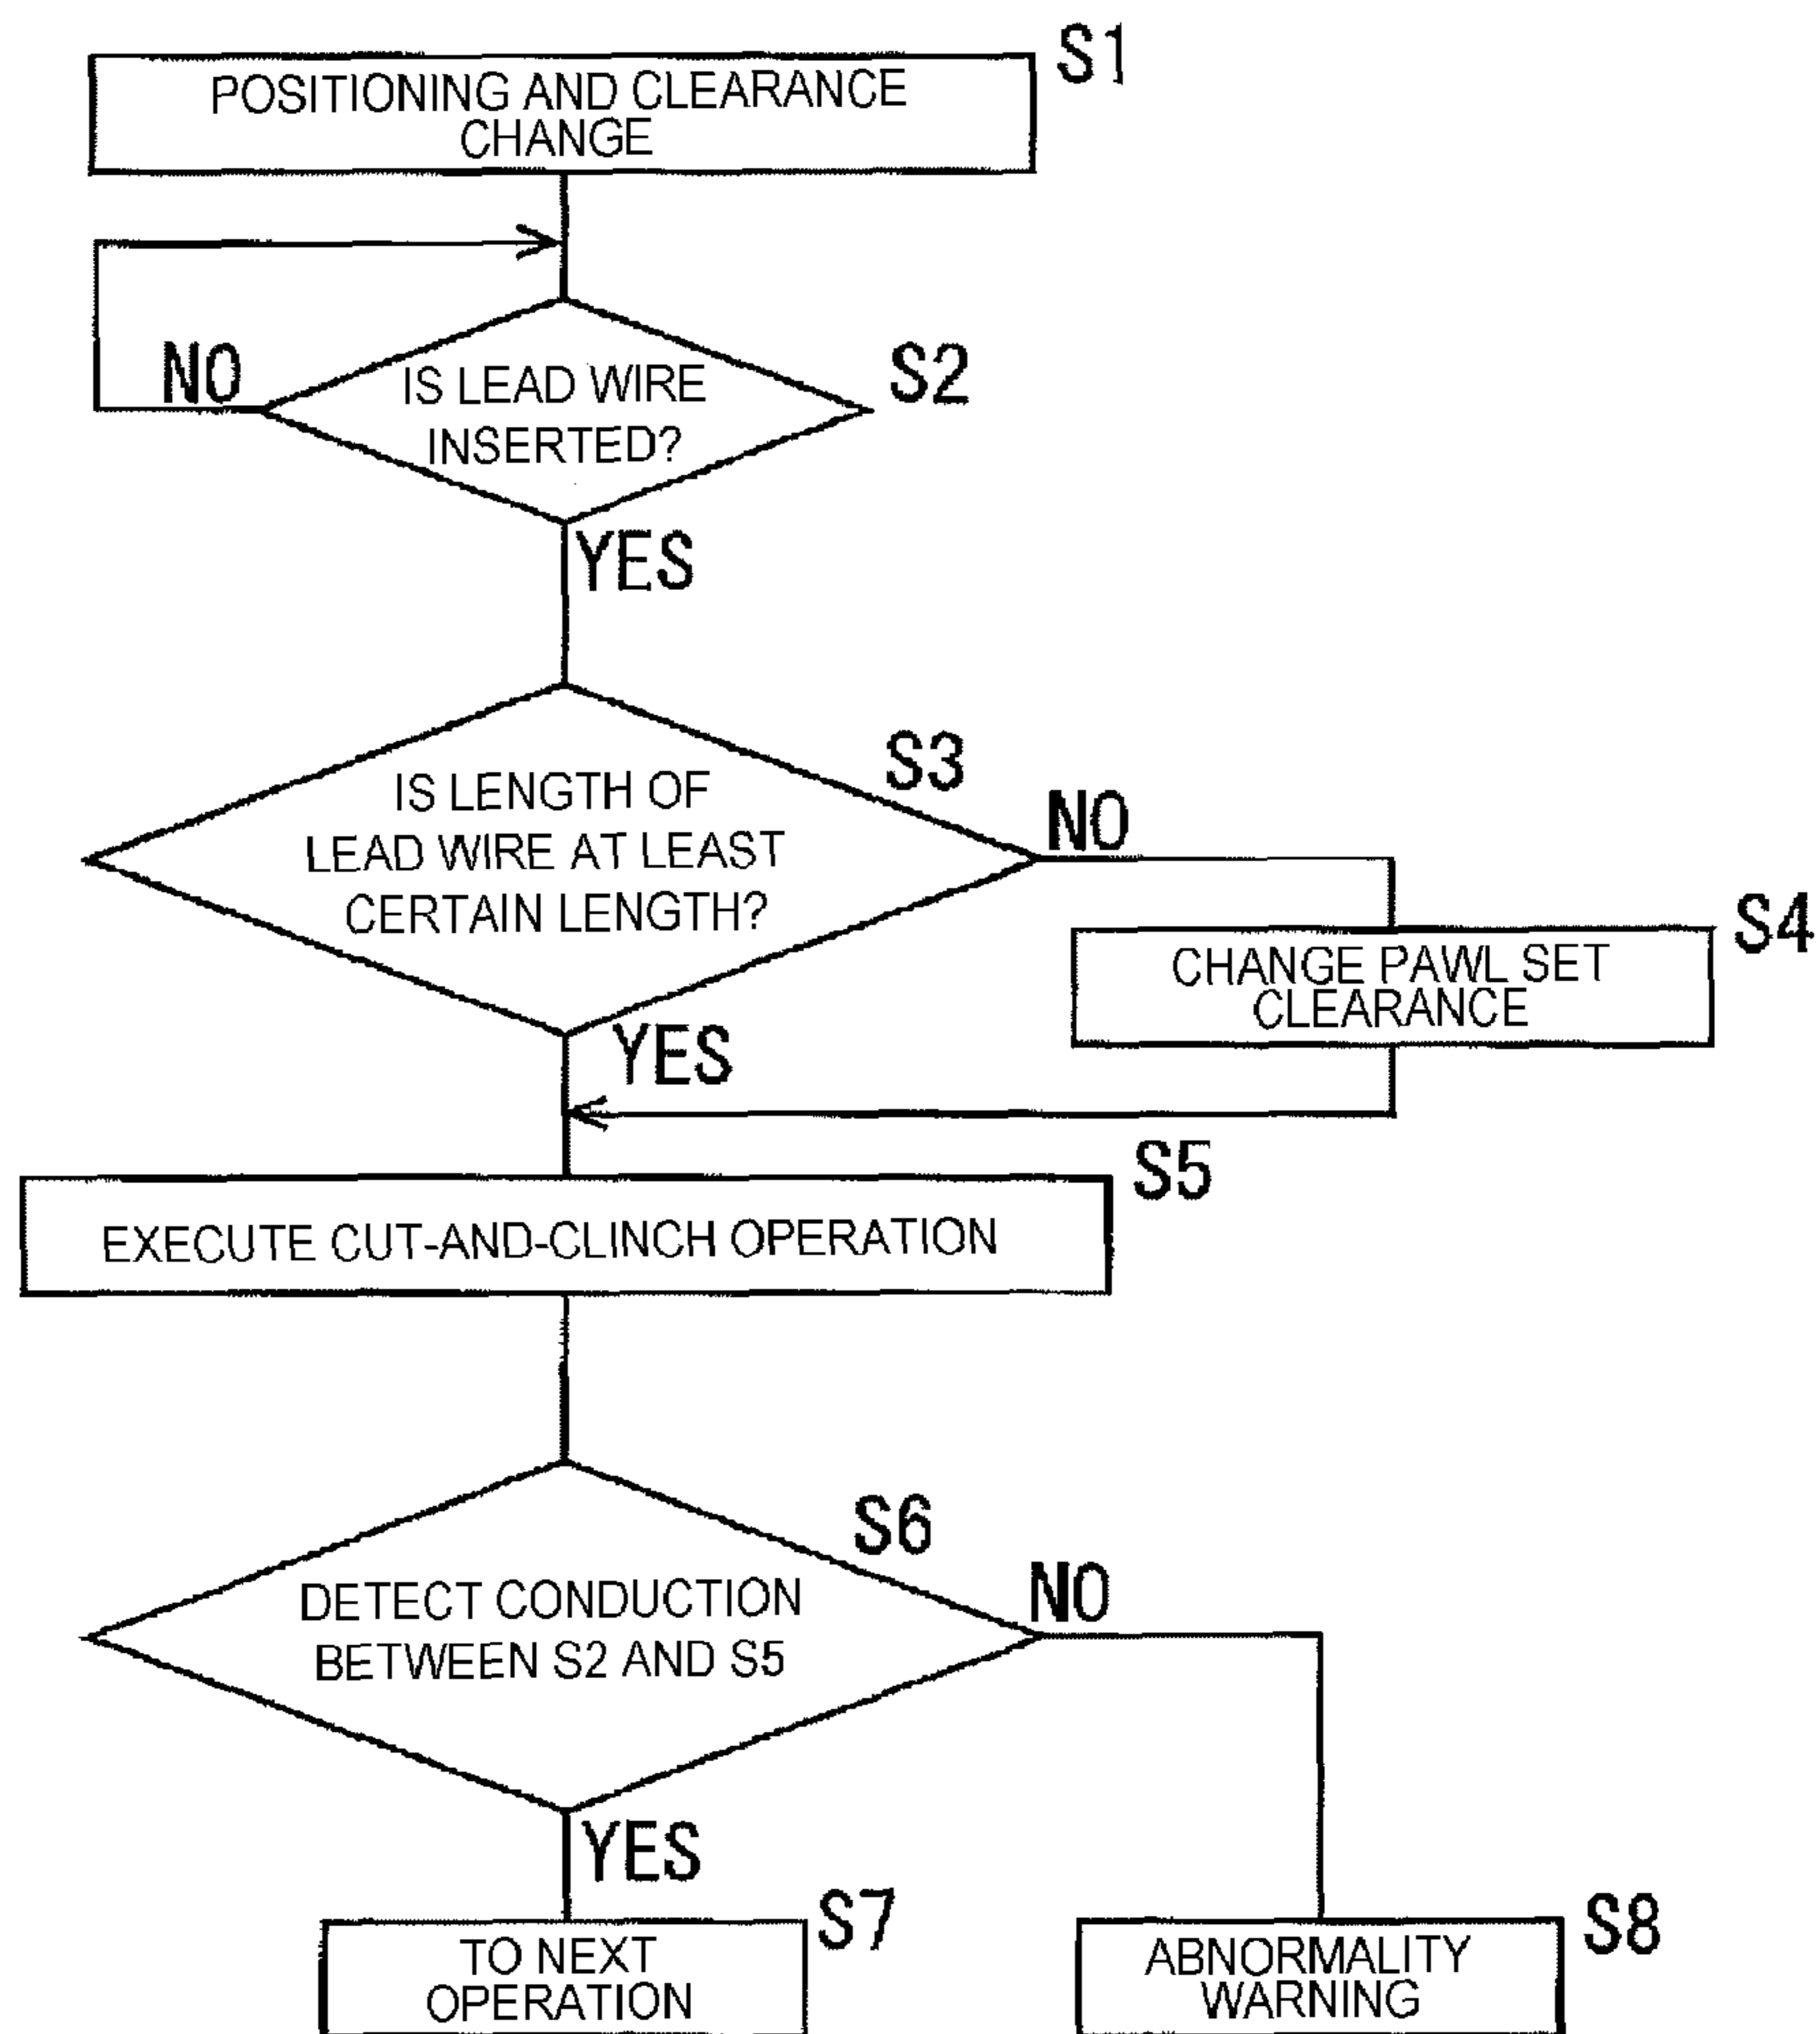 S1
POSITIONING AND CLEARANCE
CHANGE
NO
IS LEAD WIRE
INSERTED?
S2
YES
S3
IS LENGTH OF
LEAD WIRE AT LEAST
CERTAIN LENGTH?
NO
S4
CHANGE PAWL SET
CLEARANCE
YES
S5
EXECUTE CUT-AND-CLINCH OPERATION
S6
DETECT CONDUCTION
BETWEEN S2 AND S5
NO
YES
S7
TO NEXT
OPERATION
S8
ABNORMALITY
WARNING